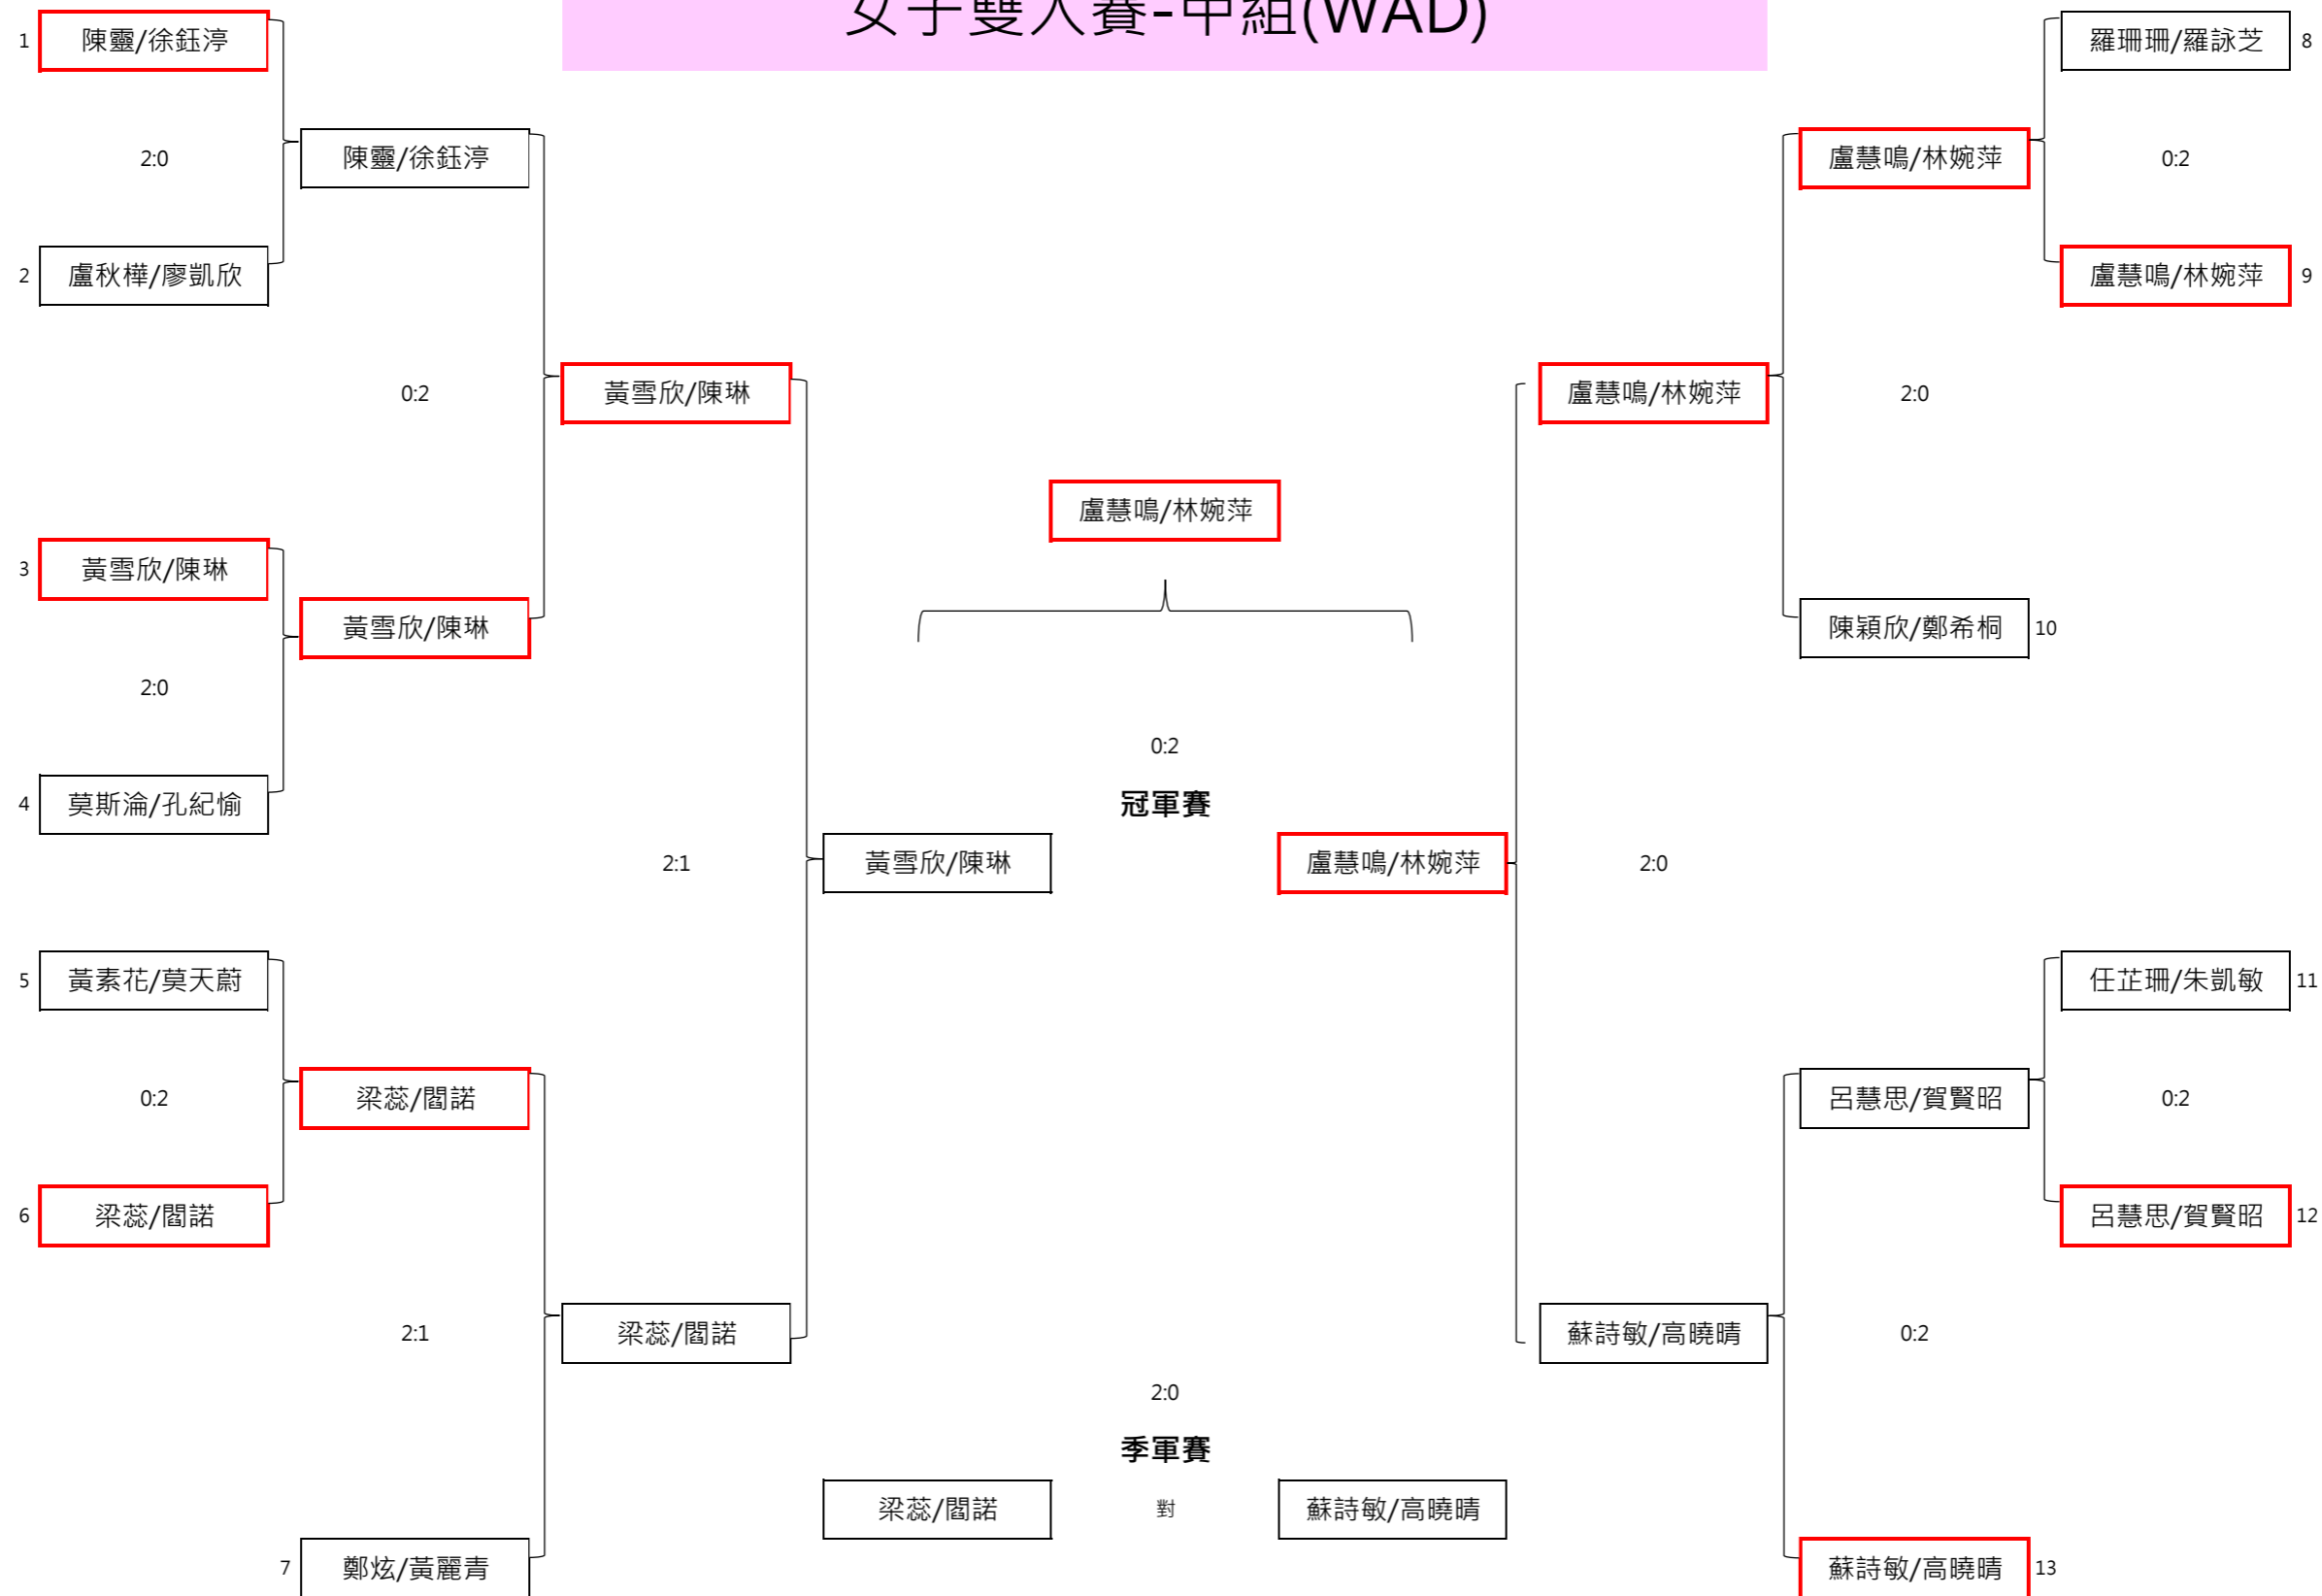 女子雙人賽-甲組(WAD)
1 陳靈/徐鈺渟
羅珊珊/羅詠芝 8
2:0
陳靈/徐鈺渟
盧慧鳴/林婉萍
0:2
2 盧秋樺/廖凱欣
盧慧鳴/林婉萍 9
0:2
黃雪欣/陳琳
盧慧鳴/林婉萍
2:0
盧慧鳴/林婉萍
3 黃雪欣/陳琳
黃雪欣/陳琳
陳穎欣/鄭希桐 10
2:0
0:2
4 莫斯淪/孔紀愉
冠軍賽
2:1
黃雪欣/陳琳
盧慧鳴/林婉萍
2:0
5 黃素花/莫天蔚
任芷珊/朱凱敏 11
0:2
梁蕊/閻諾
呂慧思/賀賢昭
0:2
6 梁蕊/閻諾
呂慧思/賀賢昭 12
2:1
梁蕊/閻諾
蘇詩敏/高曉晴
0:2
2:0
季軍賽
梁蕊/閻諾 對 蘇詩敏/高曉晴
7 鄭炫/黃麗青
蘇詩敏/高曉晴 13